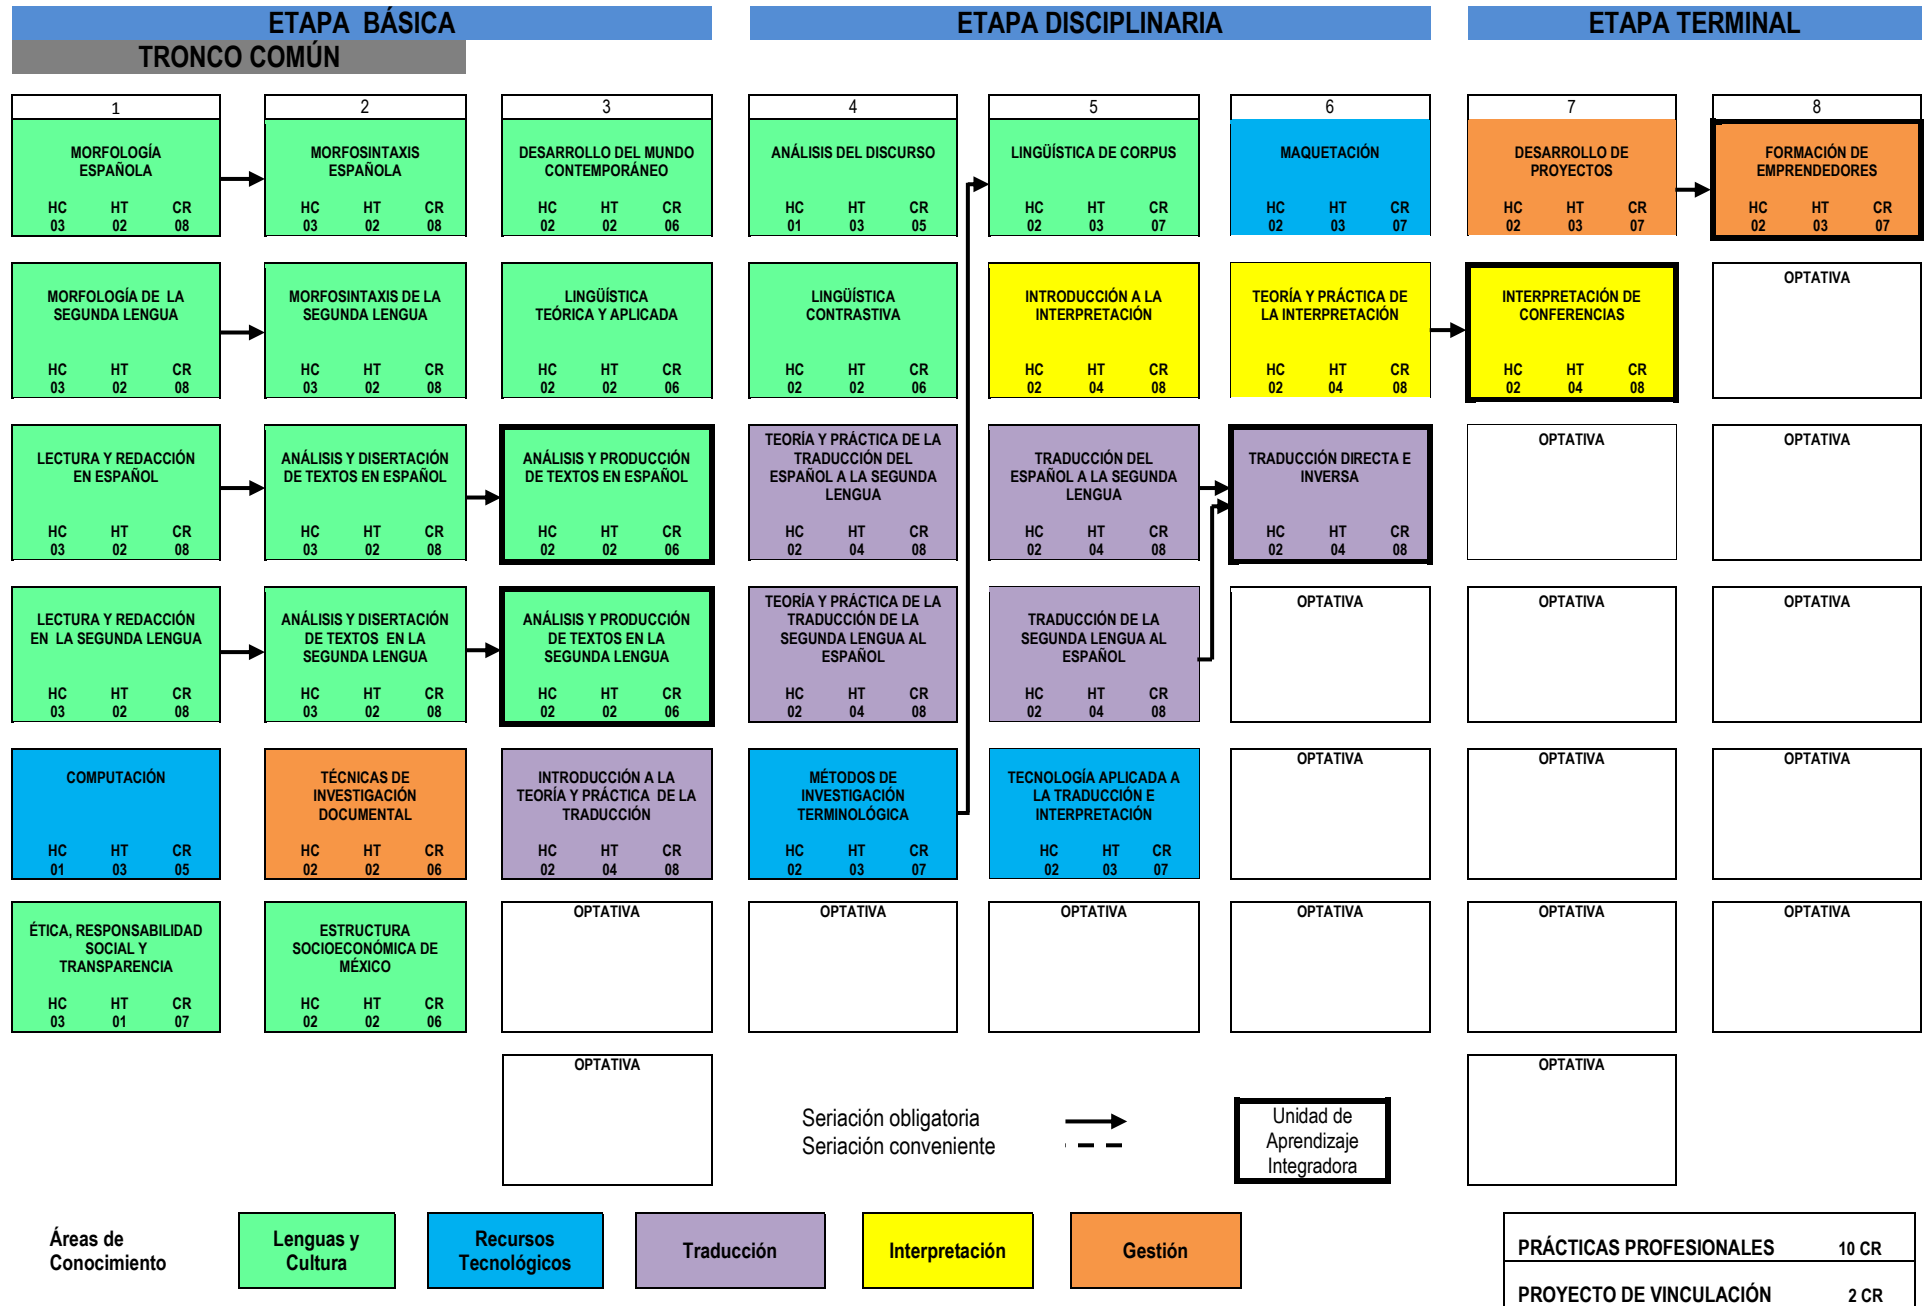 ETAPA  BÁSICA
ETAPA DISCIPLINARIA
ETAPA TERMINAL
TRONCO COMÚN
1
2
3
4
5
6
7
8
MORFOLOGÍA
ESPAÑOLA
HC HT CR
03 02 08
MORFOSINTAXIS
ESPAÑOLA
HC HT CR
03 02 08
DESARROLLO DEL MUNDO
CONTEMPORÁNEO
HC HT CR
02 02 06
ANÁLISIS DEL DISCURSO
HC HT CR
01 03 05
LINGÜÍSTICA DE CORPUS
HC HT CR
02 03 07
MAQUETACIÓN
HC HT CR
02 03 07
DESARROLLO DE
PROYECTOS
HC HT CR
02 03 07
FORMACIÓN DE
EMPRENDEDORES
HC HT CR
02 03 07
MORFOLOGÍA DE  LA
SEGUNDA LENGUA
HC HT CR
03 02 08
MORFOSINTAXIS DE LA
SEGUNDA LENGUA
HC HT CR
03 02 08
LINGÜÍSTICA
TEÓRICA Y APLICADA
HC HT CR
02 02 06
LINGÜÍSTICA
CONTRASTIVA
HC HT CR
02 02 06
INTRODUCCIÓN A LA
INTERPRETACIÓN
HC HT CR
02 04 08
TEORÍA Y PRÁCTICA DE
LA INTERPRETACIÓN
HC HT CR
02 04 08
INTERPRETACIÓN DE
CONFERENCIAS
HC HT CR
02 04 08
OPTATIVA
LECTURA Y REDACCIÓN
EN ESPAÑOL
HC HT CR
03 02 08
ANÁLISIS Y DISERTACIÓN
DE TEXTOS EN ESPAÑOL
HC HT CR
03 02 08
ANÁLISIS Y PRODUCCIÓN
DE TEXTOS EN ESPAÑOL
HC HT CR
02 02 06
TEORÍA Y PRÁCTICA DE LA
TRADUCCIÓN DEL
ESPAÑOL A LA SEGUNDA
LENGUA
HC HT CR
02 04 08
TRADUCCIÓN DEL
ESPAÑOL A LA SEGUNDA
LENGUA
HC HT CR
02 04 08
TRADUCCIÓN DIRECTA E
INVERSA
HC HT CR
02 04 08
OPTATIVA
OPTATIVA
LECTURA Y REDACCIÓN
EN  LA SEGUNDA LENGUA
HC HT CR
03 02 08
ANÁLISIS Y DISERTACIÓN
DE TEXTOS  EN LA
SEGUNDA LENGUA
HC HT CR
03 02 08
ANÁLISIS Y PRODUCCIÓN
DE TEXTOS EN LA
SEGUNDA LENGUA
HC HT CR
02 02 06
TEORÍA Y PRÁCTICA DE LA
TRADUCCIÓN DE LA
SEGUNDA LENGUA AL
ESPAÑOL
HC HT CR
02 04 08
TRADUCCIÓN DE LA
SEGUNDA LENGUA AL
ESPAÑOL
HC HT CR
02 04 08
OPTATIVA
OPTATIVA
OPTATIVA
COMPUTACIÓN
HC HT CR
01 03 05
TÉCNICAS DE
INVESTIGACIÓN
DOCUMENTAL
HC HT CR
02 02 06
INTRODUCCIÓN A LA
TEORÍA Y PRÁCTICA  DE LA
TRADUCCIÓN
HC HT CR
02 04 08
MÉTODOS DE
INVESTIGACIÓN
TERMINOLÓGICA
HC HT CR
02 03 07
TECNOLOGÍA APLICADA A
LA TRADUCCIÓN E
INTERPRETACIÓN
HC HT CR
02 03 07
OPTATIVA
OPTATIVA
OPTATIVA
ÉTICA, RESPONSABILIDAD
SOCIAL Y
TRANSPARENCIA
HC HT CR
03 01 07
ESTRUCTURA
SOCIOECONÓMICA DE
MÉXICO
HC HT CR
02 02 06
OPTATIVA
OPTATIVA
OPTATIVA
OPTATIVA
OPTATIVA
OPTATIVA
OPTATIVA
OPTATIVA
Seriación obligatoria
Seriación conveniente
Unidad de
Aprendizaje
Integradora
Áreas de
Conocimiento
Lenguas y
Cultura
Recursos
Tecnológicos
Traducción
Interpretación
Gestión
PRÁCTICAS PROFESIONALES 10 CR
PROYECTO DE VINCULACIÓN 2 CR